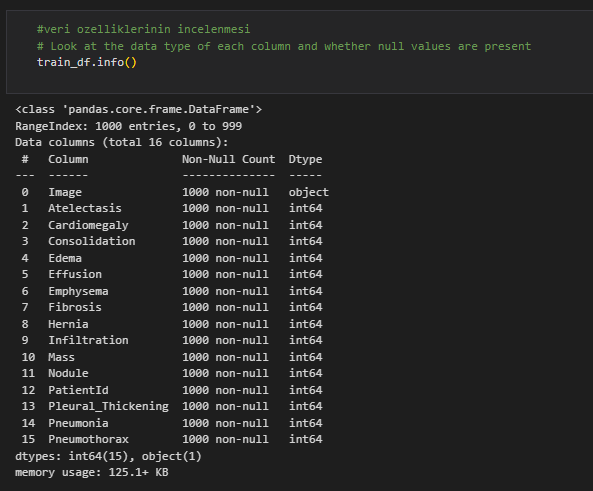 #veri ozelliklerinin incelenmesi
# Look at the data type of each column and whether null values are present
train_df.info()
<class 'pandas.core.frame.DataFrame'>
RangeIndex: 1000 entries, 0 to 999
Data columns (total 16 columns):
 #   Column              Non-Null Count  Dtype
---  ------              --------------  -----
 0   Image               1000 non-null   object
 1   Atelectasis         1000 non-null   int64
 2   Cardiomegaly        1000 non-null   int64
 3   Consolidation       1000 non-null   int64
 4   Edema               1000 non-null   int64
 5   Effusion            1000 non-null   int64
 6   Emphysema           1000 non-null   int64
 7   Fibrosis            1000 non-null   int64
 8   Hernia              1000 non-null   int64
 9   Infiltration        1000 non-null   int64
 10  Mass                1000 non-null   int64
 11  Nodule              1000 non-null   int64
 12  PatientId           1000 non-null   int64
 13  Pleural_Thickening  1000 non-null   int64
 14  Pneumonia           1000 non-null   int64
 15  Pneumothorax        1000 non-null   int64
dtypes: int64(15), object(1)
memory usage: 125.1+ KB